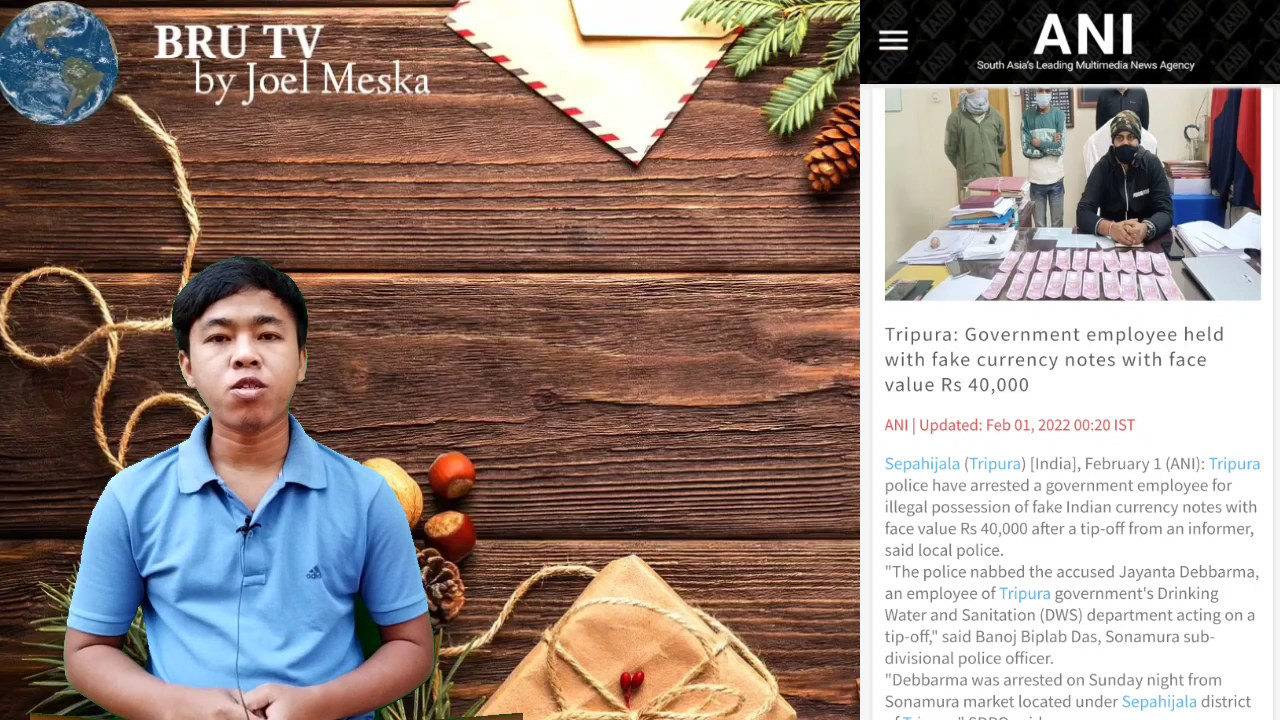 BRU TV
by Joel Meska
adidas
ANI
South Asia's Leading Multimedia News Agency
Tripura: Government employee held
with fake currency notes with face
value Rs 40,000
ANI | Updated: Feb 01, 2022 00:20 IST
Sepahijala (Tripura) [India], February 1 (ANI): Tripura
police have arrested a government employee for
illegal possession of fake Indian currency notes with
face value Rs 40,000 after a tip-off from an informer,
said local police.
"The police nabbed the accused Jayanta Debbarma,
an employee of Tripura government's Drinking
Water and Sanitation (DWS) department acting on a
tip-off," said Banoj Biplab Das, Sonamura sub-
divisional police officer.
"Debbarma was arrested on Sunday night from
Sonamura market located under Sepahijala district